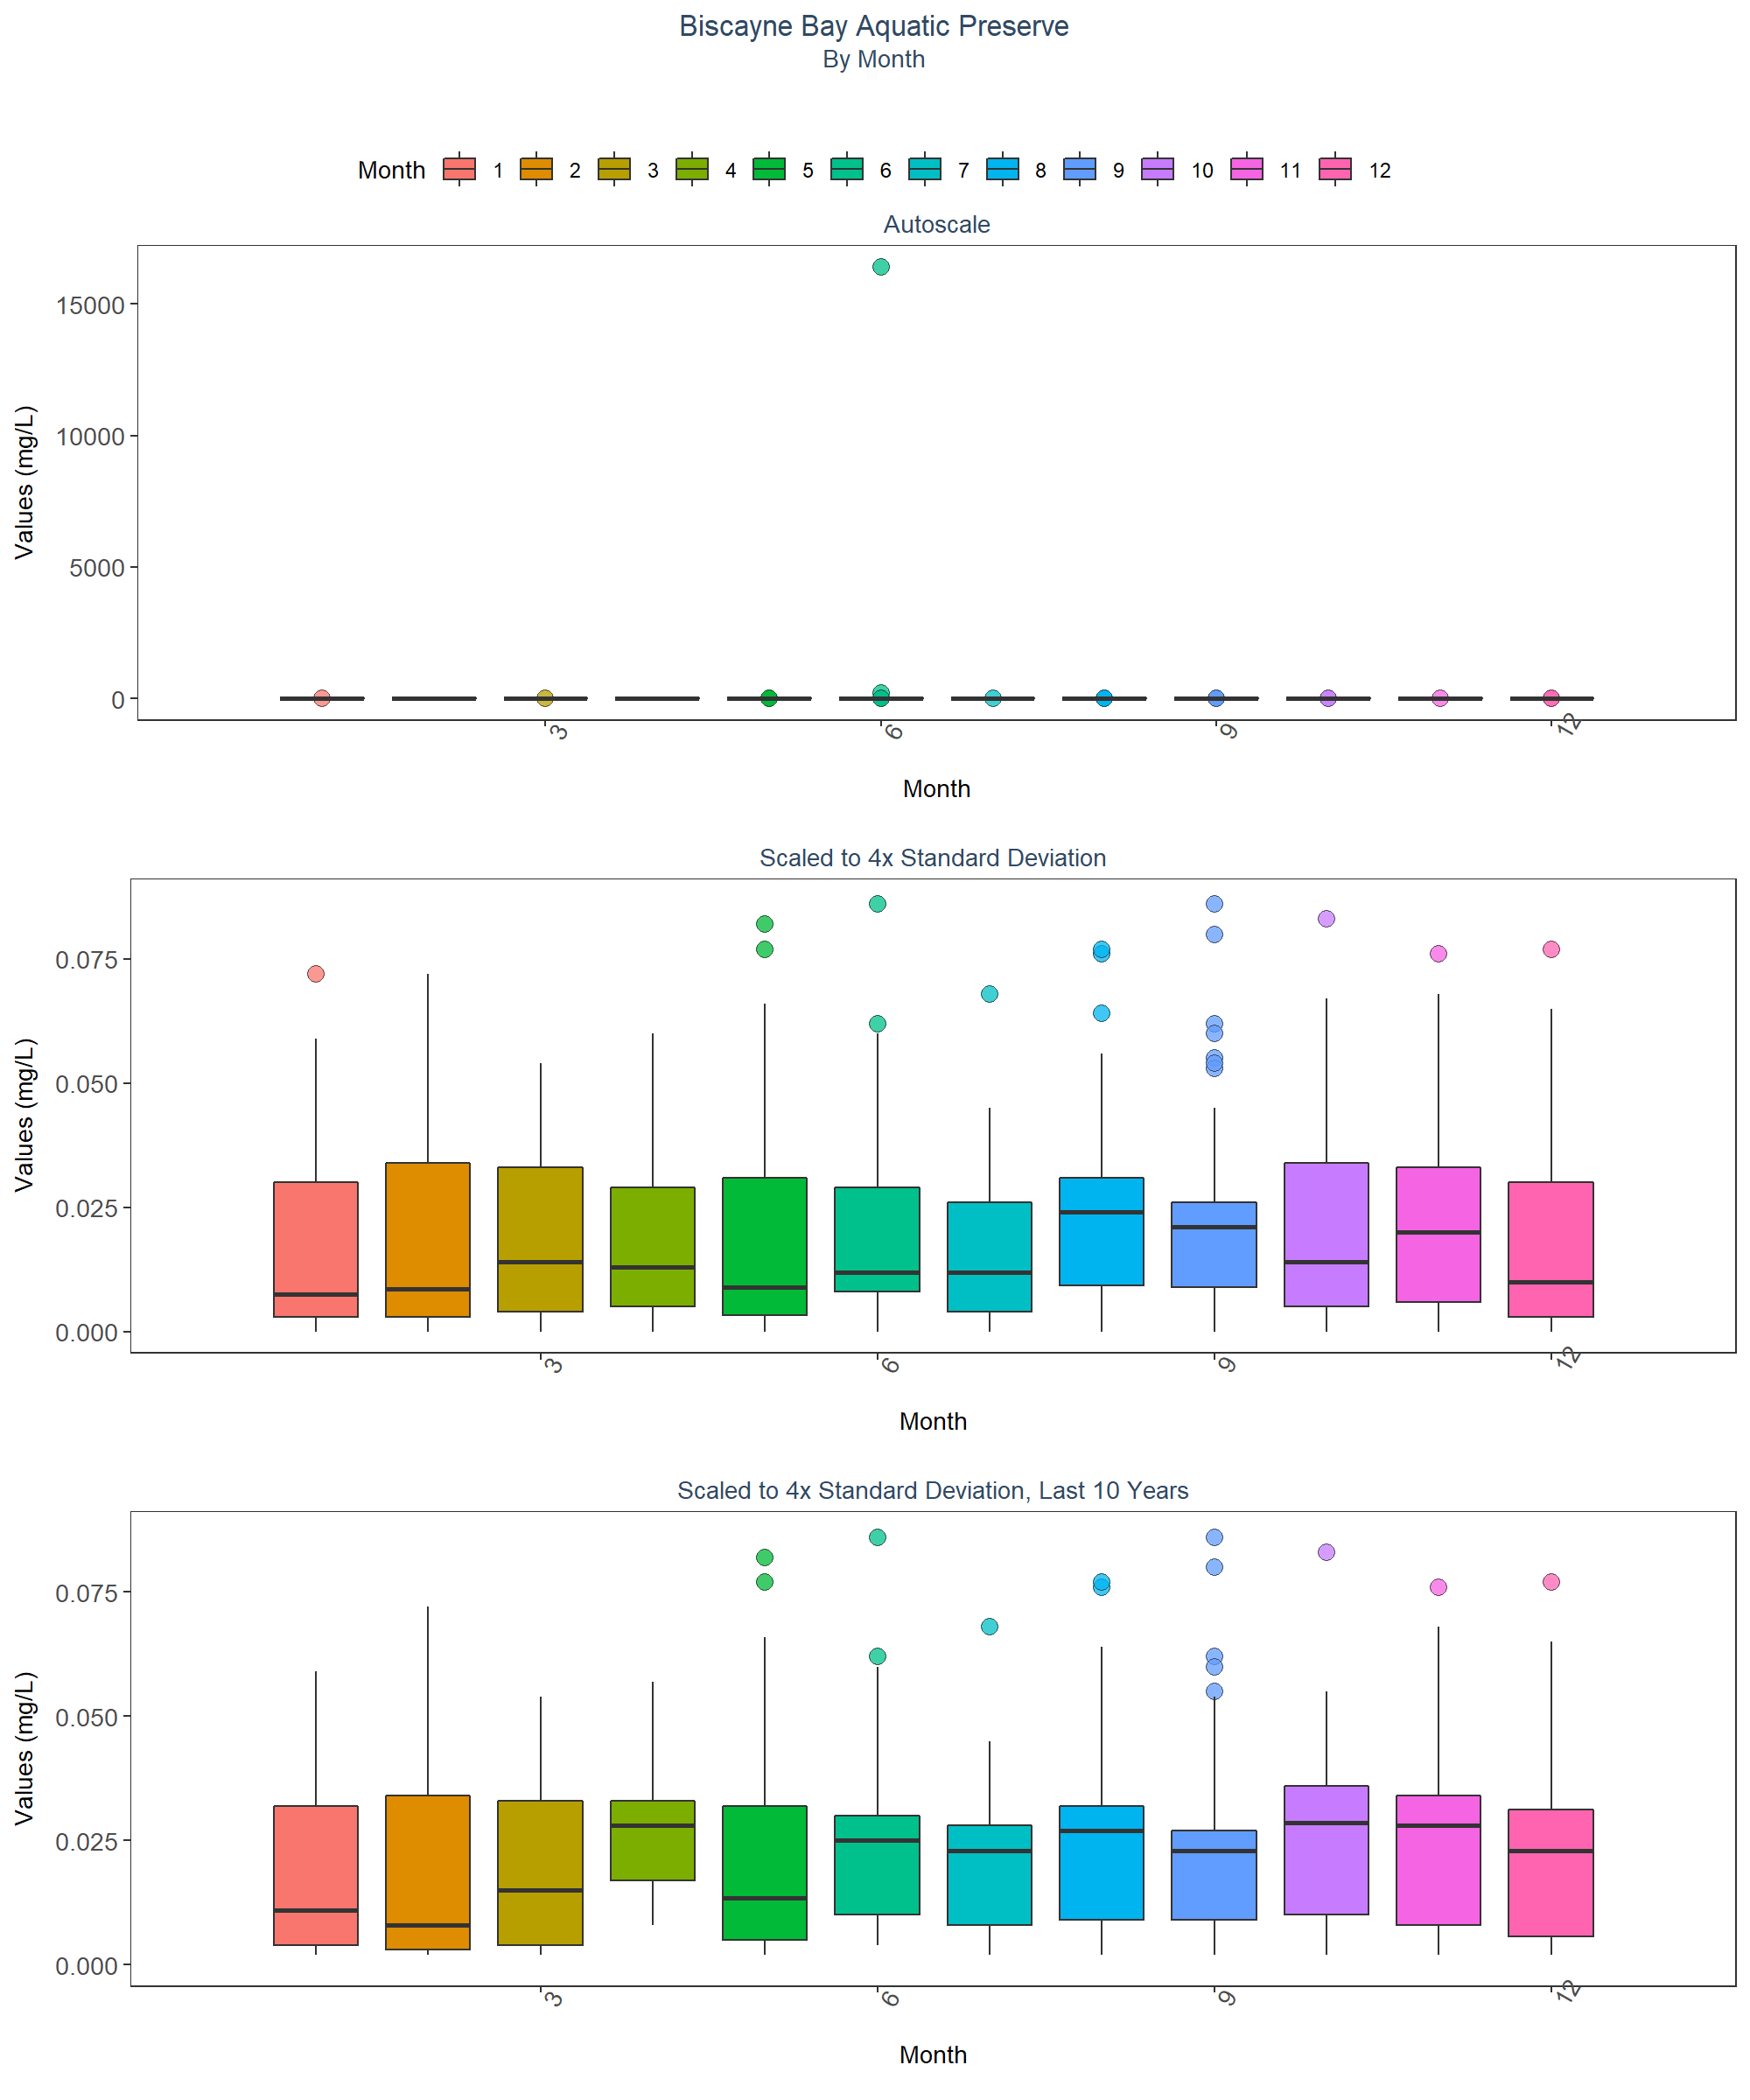 Biscayne Bay Aquatic Preserve
By Month
Month 1 2 3 4 5 6 7 8 9 10 11 12
Autoscale
Values (mg/L)
15000
10000
5000
0
3 6 9 12
Month
Scaled to 4x Standard Deviation
Values (mg/L)
0.075
0.050
0.025
0.000
3 6 9 12
Month
Scaled to 4x Standard Deviation, Last 10 Years
Values (mg/L)
0.075
0.050
0.025
0.000
3 6 9 12
Month